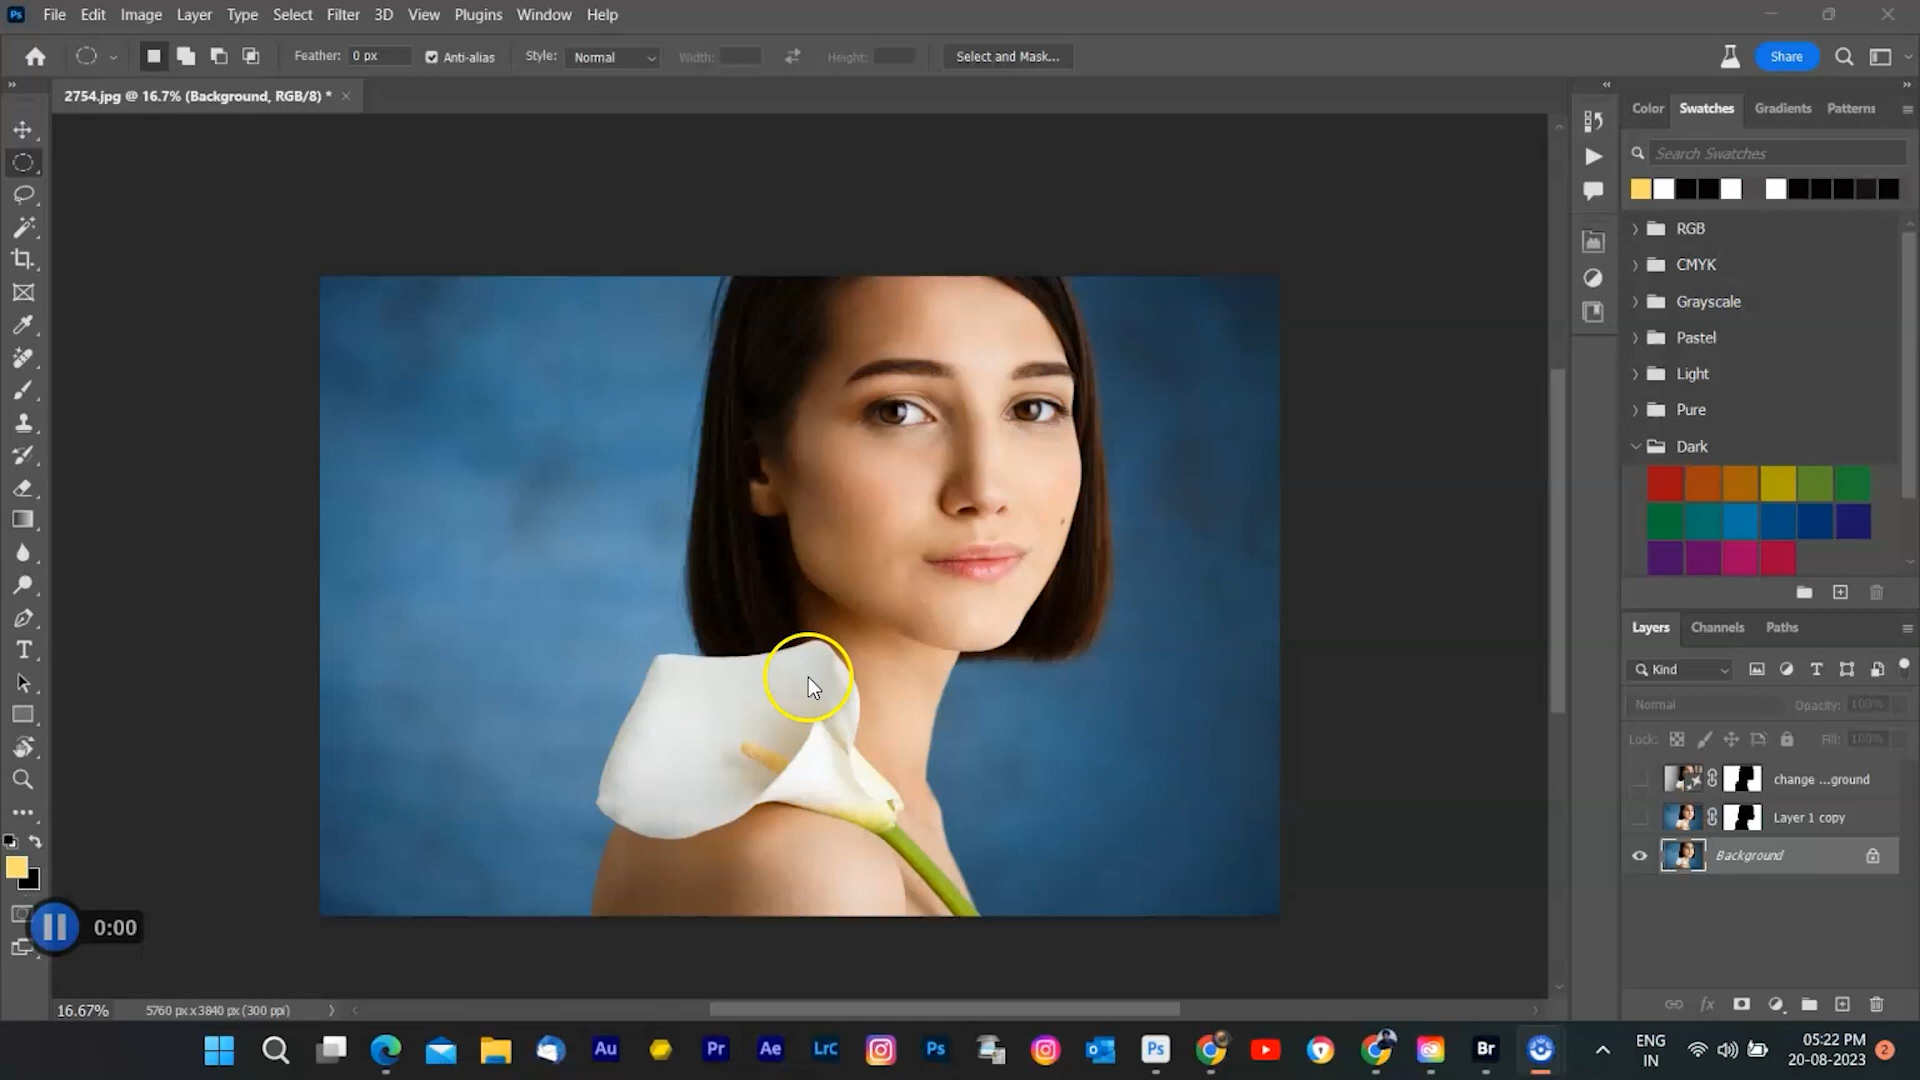 Ps File Edit Image Layer Type Select Filter 3D View Plugins Window Help
Feather: 0 px Anti-alias Style: Normal Width: Height: Select and Mask... Share
2754.jpg @ 16.7% (Background, RGB/8) * ×
Color Swatches Gradients Patterns
Search Swatches
RGB
CMYK
Grayscale
Pastel
Light
Pure
Dark
Layers Channels Paths
Kind
Normal Opacity: 100%
Lock: Fill: 100%
change ...ground
Layer 1 copy
Background
fx
0:00
16.67% 5760 px x 3840 px (300 ppi)
Au Pr Ae LrC Ps Ps Br
ENG
IN
05:22 PM
20-08-2023
2